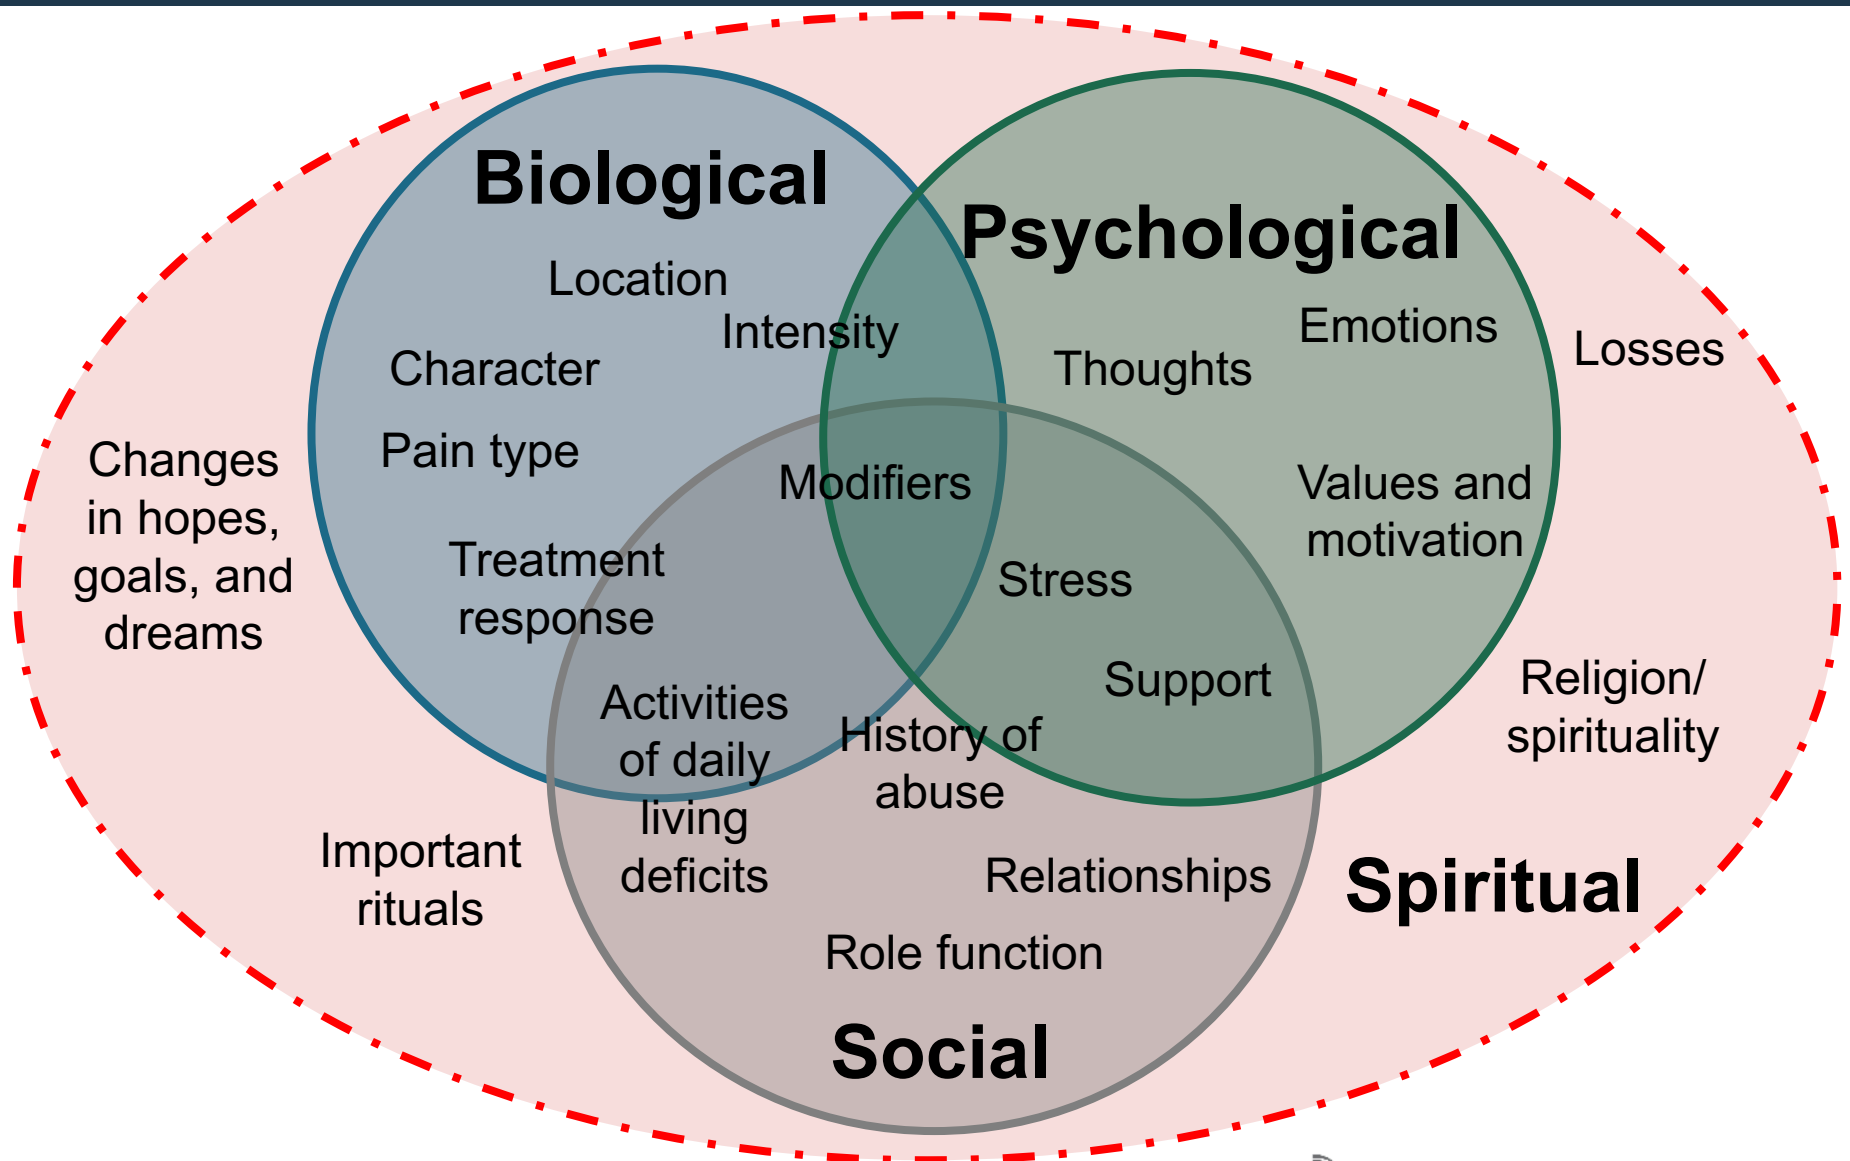 Biological
Psychological
Location
Intensity
Emotions
Losses
Character
Thoughts
Pain type
Changes
in hopes,
goals, and
dreams
Modifiers
Values and
motivation
Treatment
response
Stress
Support
Religion/
spirituality
Activities
of daily
living
deficits
History of
abuse
Important
rituals
Relationships
Spiritual
Role function
Social